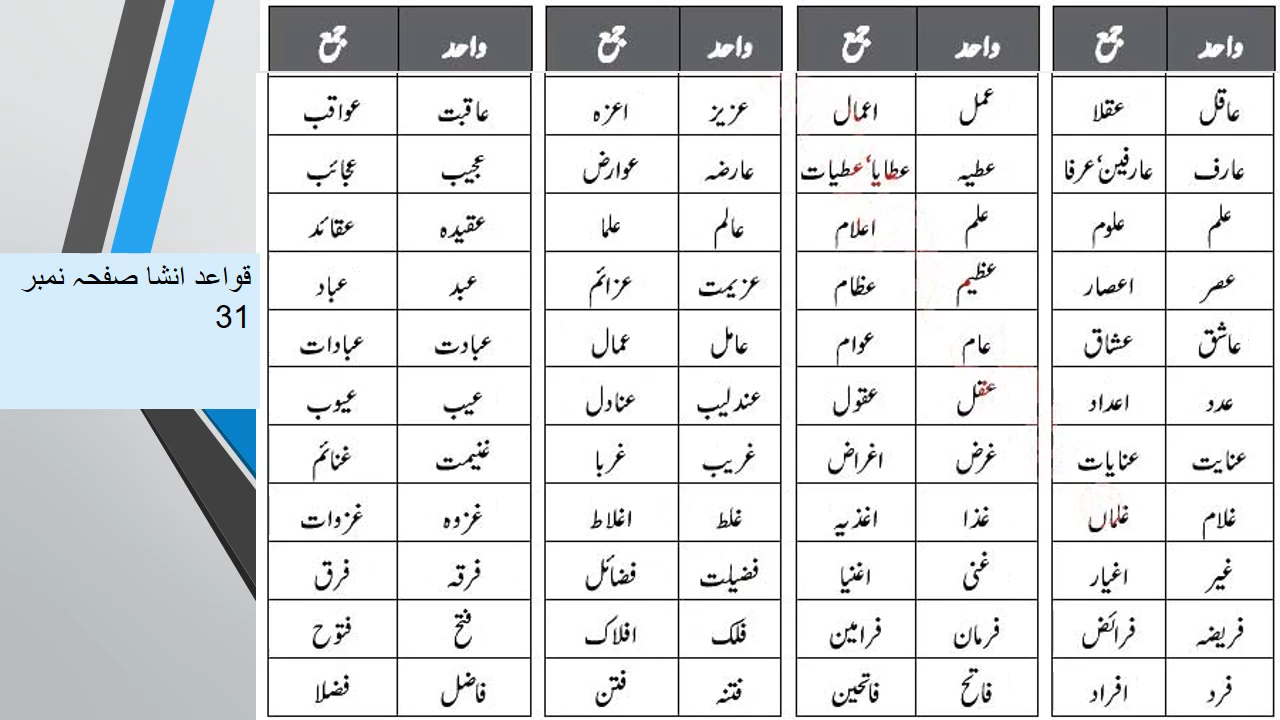 واحد جمع واحد جمع واحد جمع واحد جمع
عاقل عقلا عمل اعمال عزیز اعزہ عاقبت عواقب
عارف عارفین، عرفا عطیہ عطایا، عطیات عارضہ عوارض عجیب عجائب
علم علوم علم اعلام عالم علما عقیدہ عقائد
عصر اعصار عظیم عظام عزیمت عزائم عبد عباد
عاشق عشاق عام عوام عامل عمال عبادت عبادات
عدد اعداد عقل عقول عندلیب عنادل عیب عیوب
عنایت عنایات غرض اغراض غریب غربا غنیمت غنائم
غلام غلماں غذا اغذیہ غلط اغلاط غزوہ غزوات
غیر اغیار غنی اغنیا فضیلت فضائل فرقہ فرق
فریضہ فرائض فرمان فرامین فلک افلاک فتح فتوح
فرد افراد فاتح فاتحین فتنہ فتن فاضل فضلا
قواعد انشا صفحہ نمبر
31